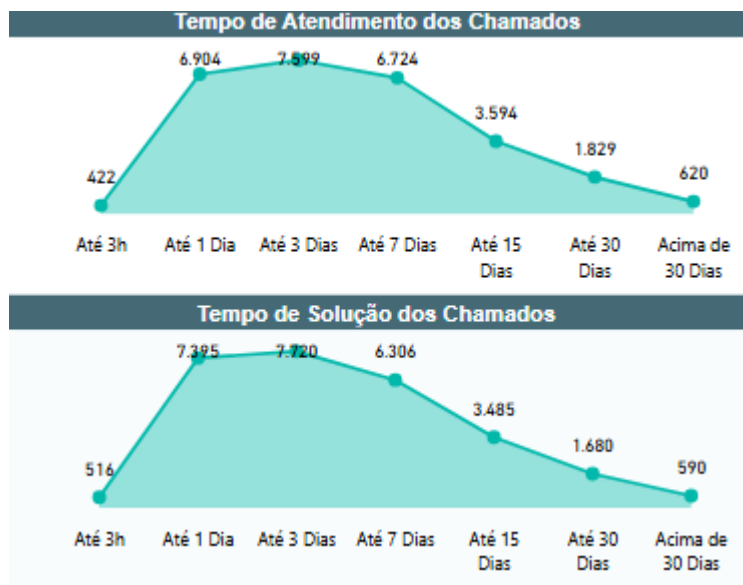 Tempo de Atendimento dos Chamados
6.904 7.599 6.724
3.594
1.829
422 620
Até 3h Até 1 Dia Até 3 Dias Até 7 Dias Até 15 Até 30 Acima de
Dias Dias 30 Dias
Tempo de Solução dos Chamados
7.395 7.720 6.306
3.485
1.680
516 590
Até 3h Até 1 Dia Até 3 Dias Até 7 Dias Até 15 Até 30 Acima de
Dias Dias 30 Dias